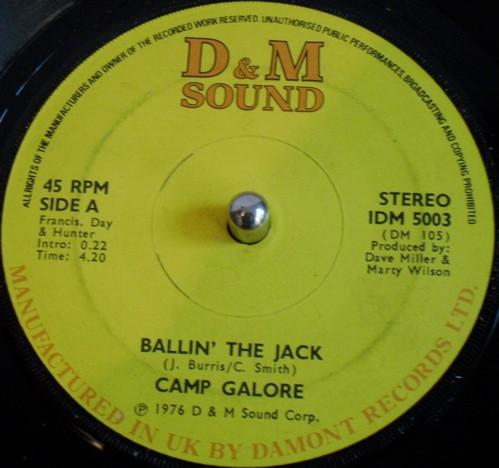 ALL RIGHTS OF THE MANUFACTURERS AND OWNER OF THE RECORDED WORK RESERVED. UNAUTHORISED PUBLIC PERFORMANCES, BROADCASTING AND COPYING PROHIBITED
D & M
SOUND
45 RPM
SIDE A
Francis, Day
& Hunter
Intro: 0.22
Time: 4.20
STEREO
IDM 5003
(DM 105)
Produced by:
Dave Miller &
Marty Wilson
BALLIN' THE JACK
(J. Burris/C. Smith)
CAMP GALORE
℗ 1976 D & M Sound Corp.
MANUFACTURED IN UK BY DAMONT RECORDS LTD.